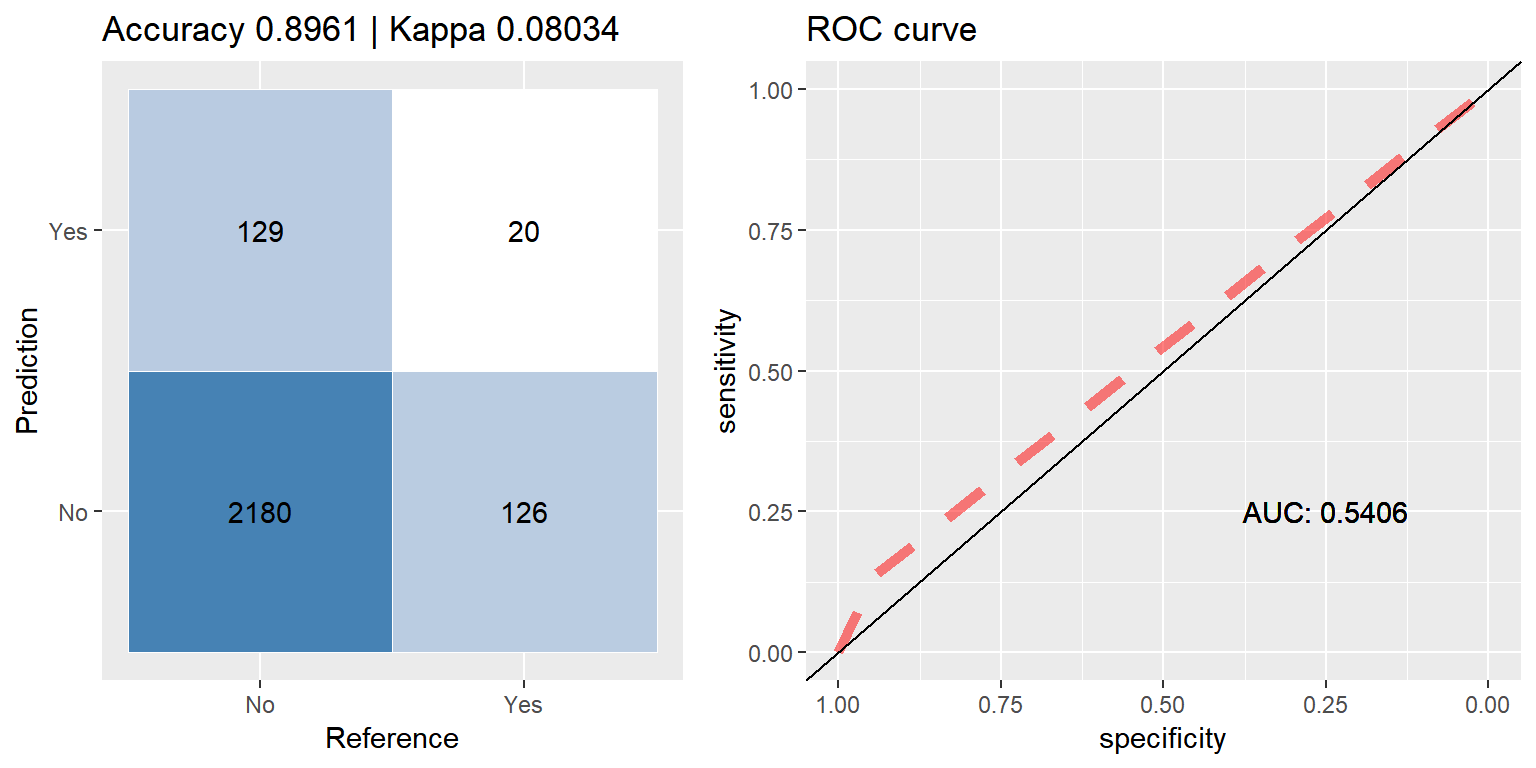 Accuracy 0.8961 | Kappa 0.08034
Prediction
Yes
No
129
20
2180
126
No
Yes
Reference
ROC curve
sensitivity
1.00
0.75
0.50
0.25
0.00
AUC: 0.5406
1.00
0.75
0.50
0.25
0.00
specificity